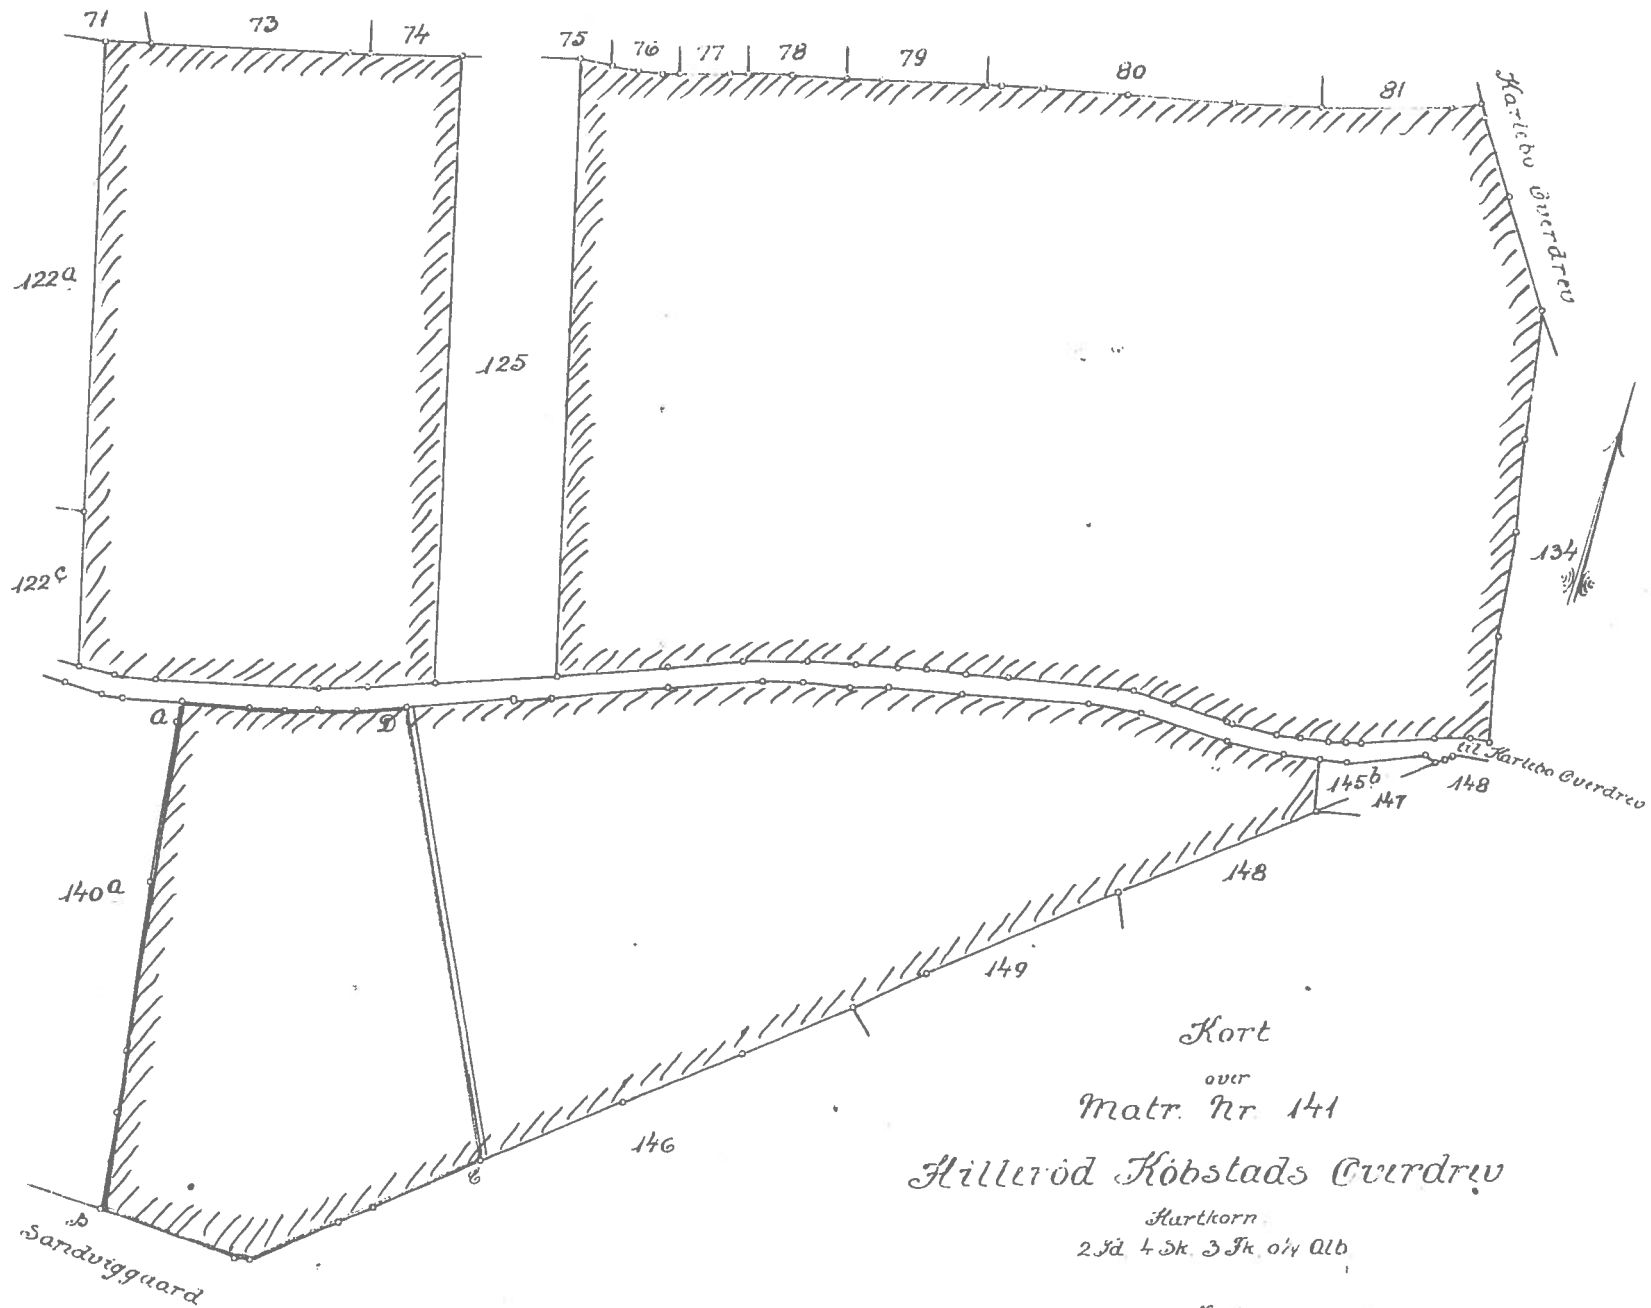 71 73 74 75 76 77 78 79 80 81
Karlebo Overdrev
122a
125
122c
134
a
D
til Karlebo Overdrev
145b
147
148
140a
148
149
146
C
B
Sandviggaard
Kort
over
Matr. Nr. 141
Hilleröd Köbstads Overdrev
Hartkorn
2 Td. 4 Sk. 3 Fk. Alb